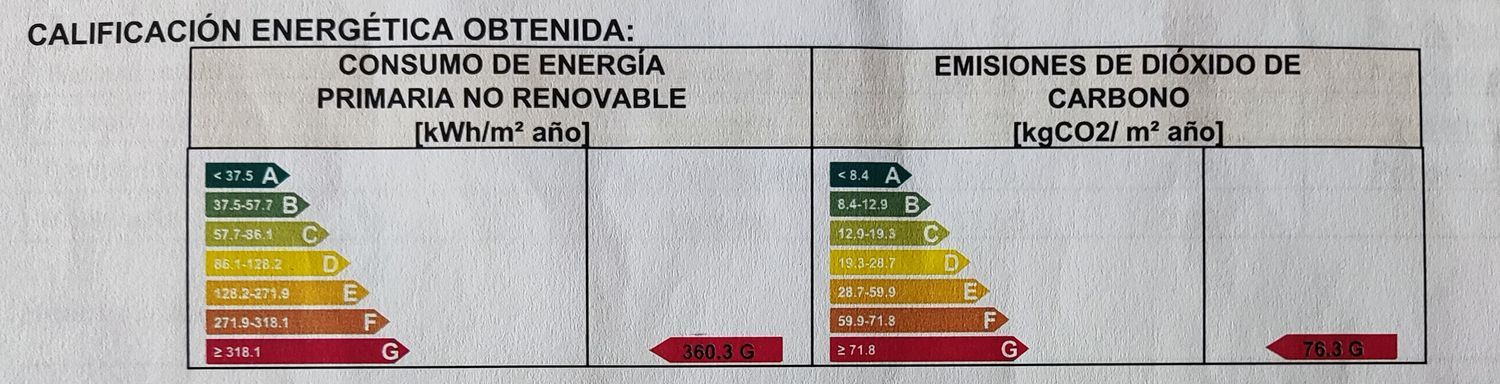 CALIFICACIÓN ENERGÉTICA OBTENIDA:
CONSUMO DE ENERGÍA
PRIMARIA NO RENOVABLE
[kWh/m² año]
EMISIONES DE DIÓXIDO DE
CARBONO
[kgCO2/ m² año]
< 37.5 A
37.5-57.7 B
57.7-86.1 C
86.1-128.2 D
128.2-271.9 E
271.9-318.1 F
≥ 318.1 G
360.3 G
< 8.4 A
8.4-12.9 B
12.9-19.3 C
19.3-28.7 D
28.7-59.9 E
59.9-71.8 F
≥ 71.8 G
76.3 G